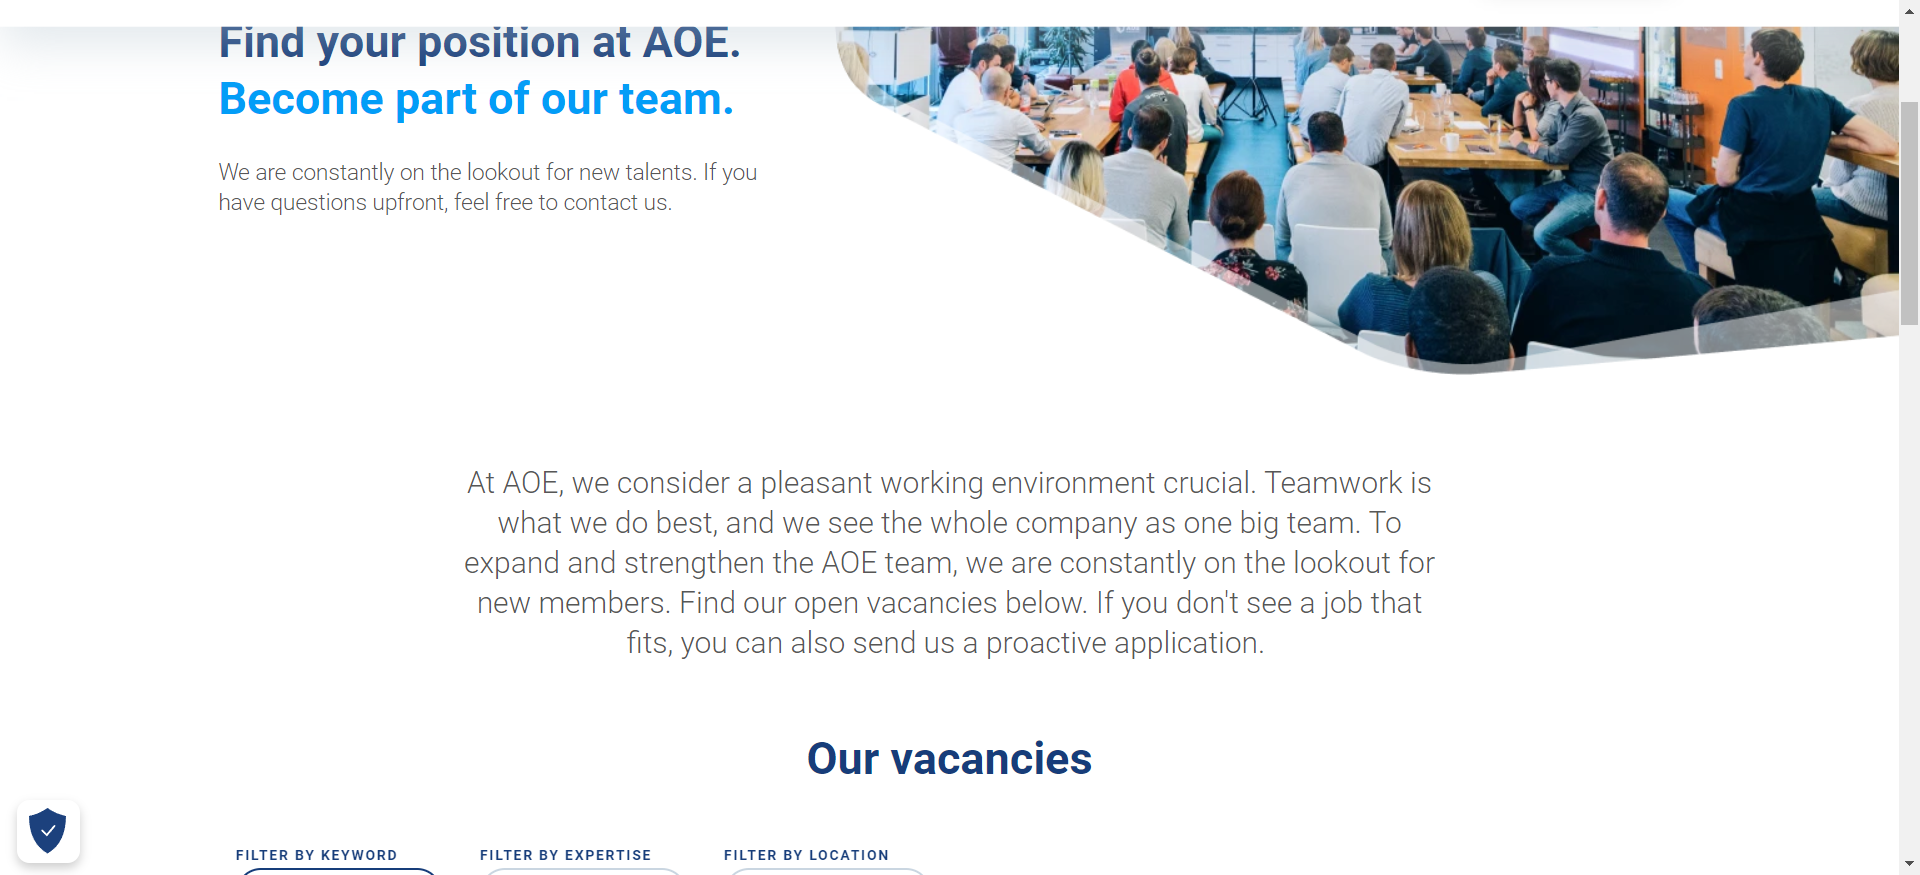 Find your position at AOE.
Become part of our team.
We are constantly on the lookout for new talents. If you
have questions upfront, feel free to contact us.
At AOE, we consider a pleasant working environment crucial. Teamwork is
what we do best, and we see the whole company as one big team. To
expand and strengthen the AOE team, we are constantly on the lookout for
new members. Find our open vacancies below. If you don't see a job that
fits, you can also send us a proactive application.
Our vacancies
FILTER BY KEYWORD
FILTER BY EXPERTISE
FILTER BY LOCATION